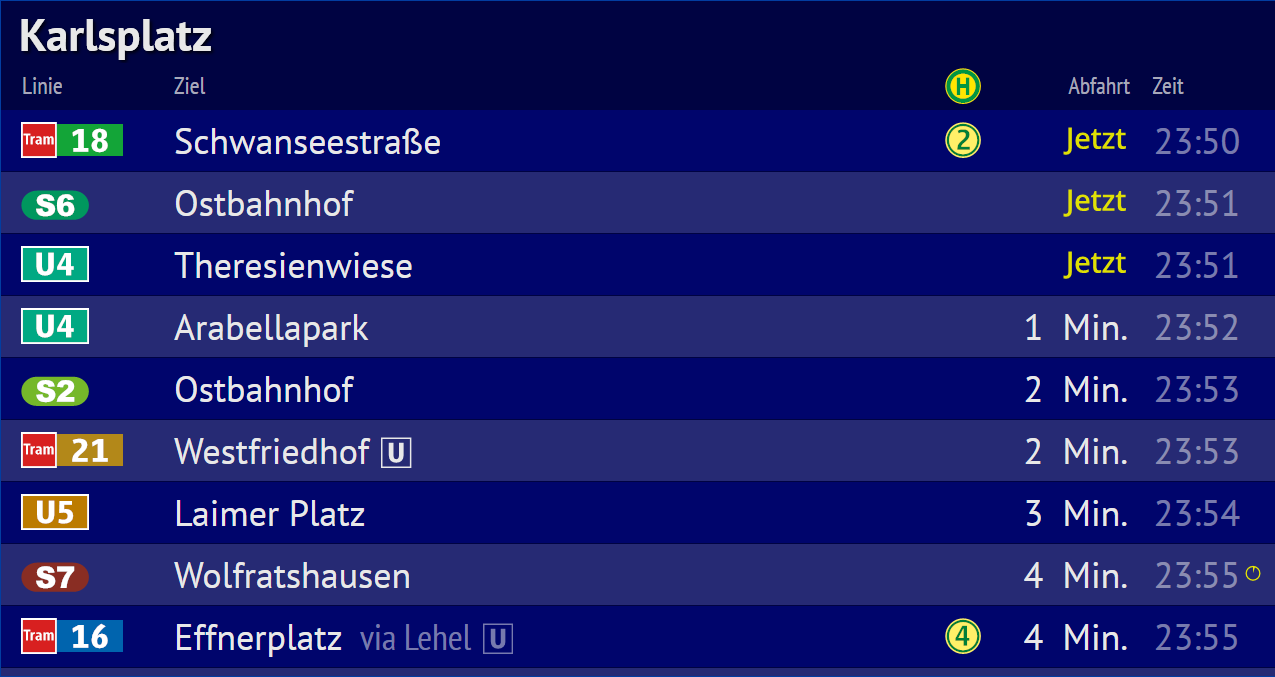 Karlsplatz
Linie Ziel H Abfahrt Zeit
Tram 18 Schwanseestraße 2 Jetzt 23:50
S6 Ostbahnhof Jetzt 23:51
U4 Theresienwiese Jetzt 23:51
U4 Arabellapark 1 Min. 23:52
S2 Ostbahnhof 2 Min. 23:53
Tram 21 Westfriedhof U 2 Min. 23:53
U5 Laimer Platz 3 Min. 23:54
S7 Wolfratshausen 4 Min. 23:55
Tram 16 Effnerplatz via Lehel U 4 4 Min. 23:55